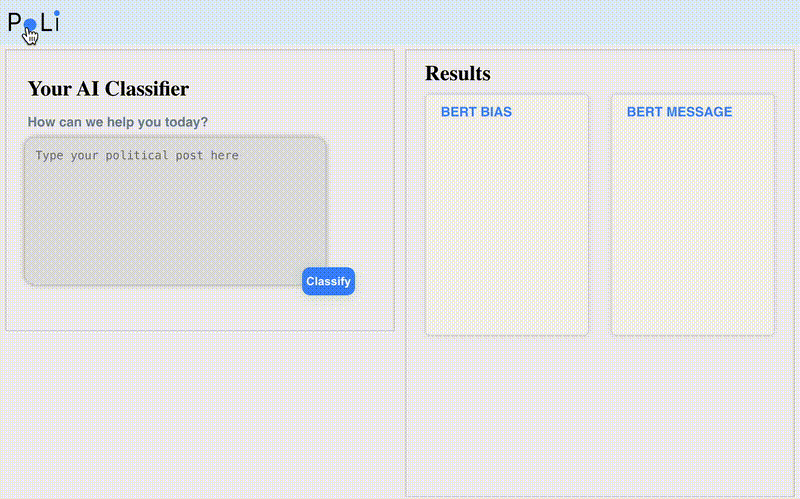 PoLi
Your AI Classifier
How can we help you today?
Type your political post here
Classify
Results
BERT BIAS
BERT MESSAGE